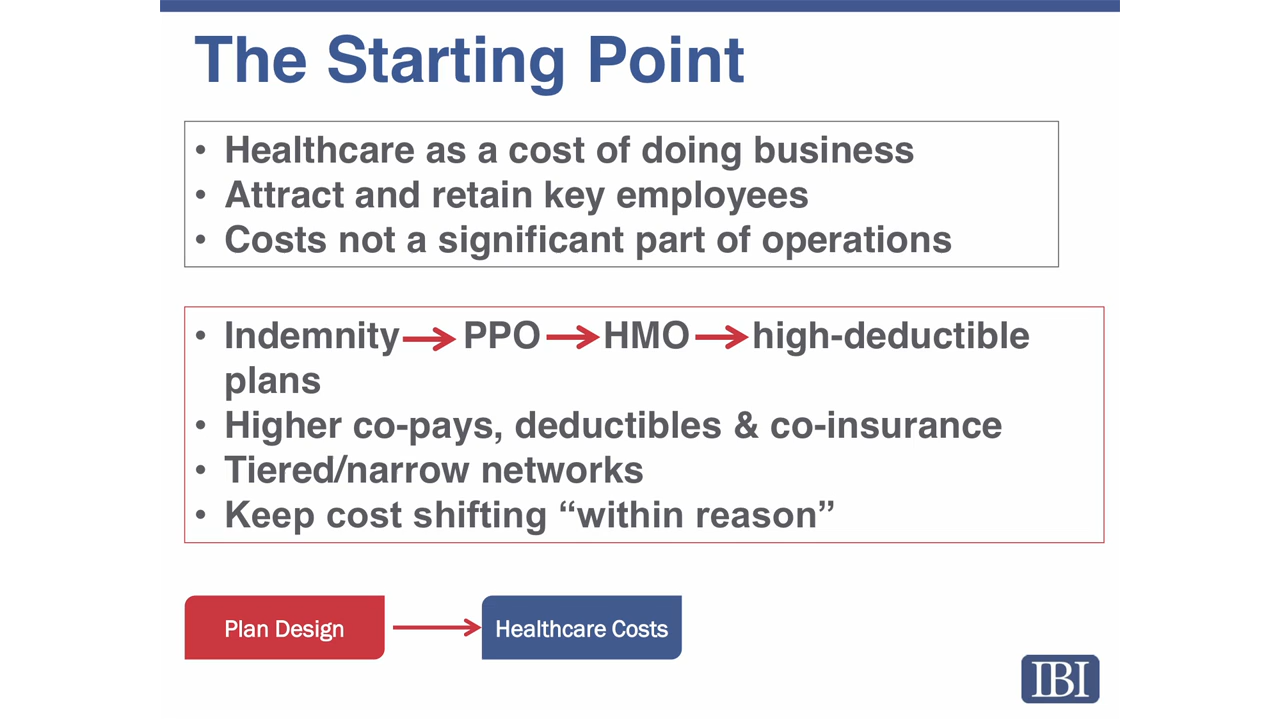 The Starting Point
• Healthcare as a cost of doing business
• Attract and retain key employees
• Costs not a significant part of operations
• Indemnity → PPO → HMO → high-deductible
plans
• Higher co-pays, deductibles & co-insurance
• Tiered/narrow networks
• Keep cost shifting “within reason”
Plan Design → Healthcare Costs
IBI